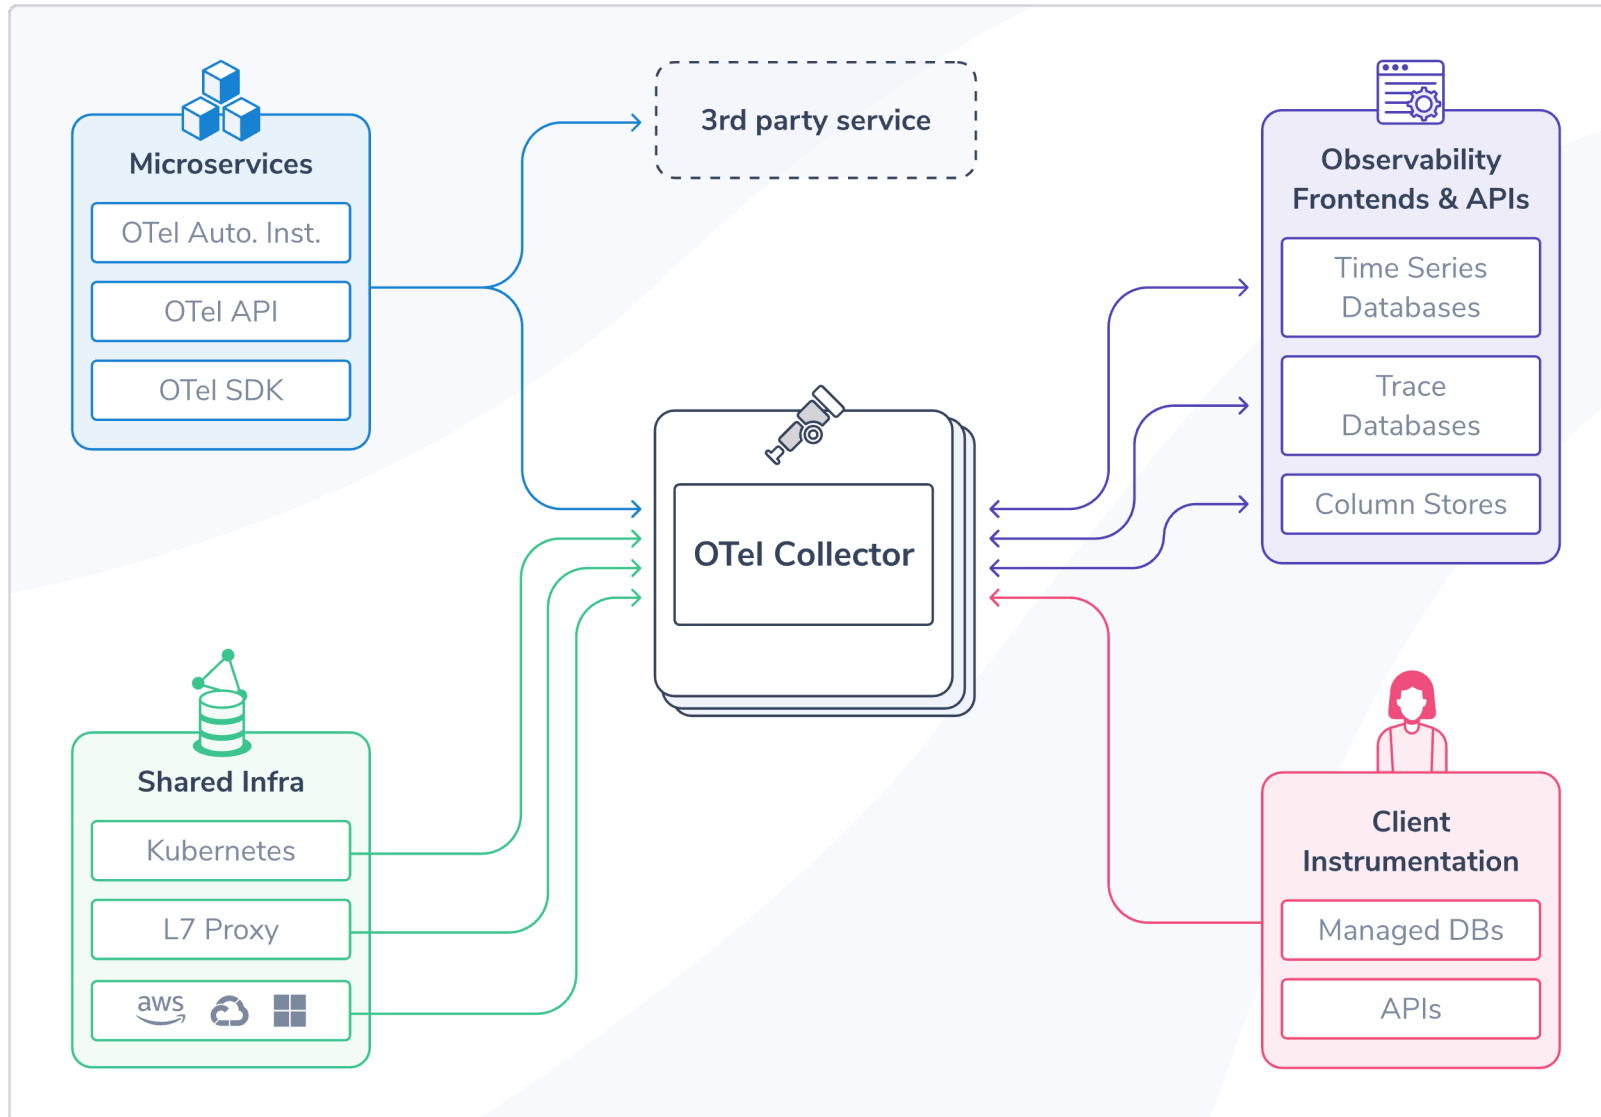 Microservices
OTel Auto. Inst.
OTel API
OTel SDK
3rd party service
Observability
Frontends & APIs
Time Series
Databases
Trace
Databases
Column Stores
OTel Collector
Shared Infra
Kubernetes
L7 Proxy
aws
Client
Instrumentation
Managed DBs
APIs